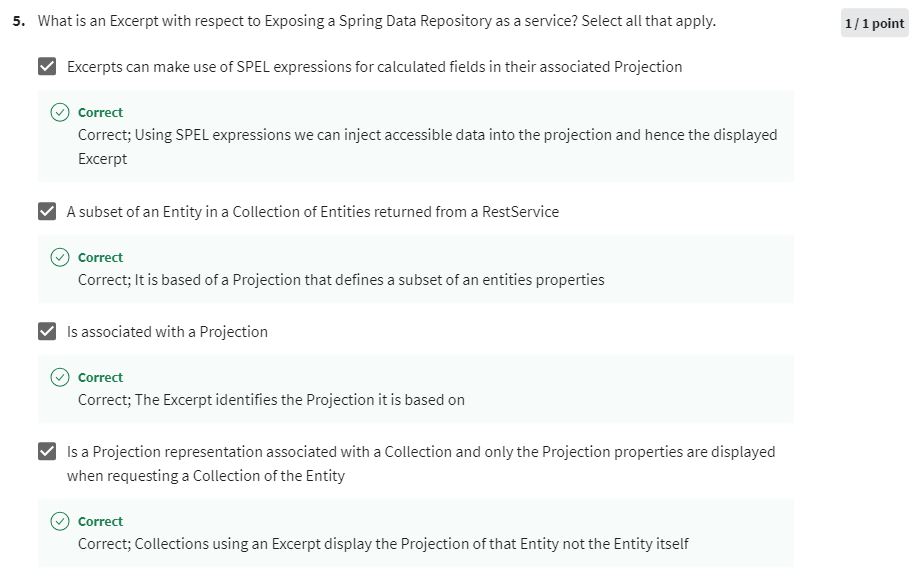 5. What is an Excerpt with respect to Exposing a Spring Data Repository as a service? Select all that apply.
1 / 1 point
Excerpts can make use of SPEL expressions for calculated fields in their associated Projection
Correct
Correct; Using SPEL expressions we can inject accessible data into the projection and hence the displayed
Excerpt
A subset of an Entity in a Collection of Entities returned from a RestService
Correct
Correct; It is based of a Projection that defines a subset of an entities properties
Is associated with a Projection
Correct
Correct; The Excerpt identifies the Projection it is based on
Is a Projection representation associated with a Collection and only the Projection properties are displayed
when requesting a Collection of the Entity
Correct
Correct; Collections using an Excerpt display the Projection of that Entity not the Entity itself